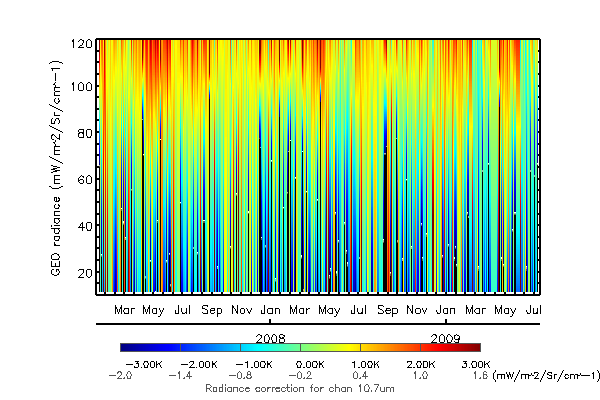 120
100
80
60
40
20
GEO radiance (mW/m^2/Sr/cm^-1)
Mar May Jul Sep Nov Jan Mar May Jul Sep Nov Jan Mar May Jul
2008 2009
-3.00K -2.00K -1.00K 0.00K 1.00K 2.00K 3.00K
-2.0 -1.4 -0.8 -0.2 0.4 1.0 1.6 (mW/m^2/Sr/cm^-1)
Radiance correction for chan 10.7um